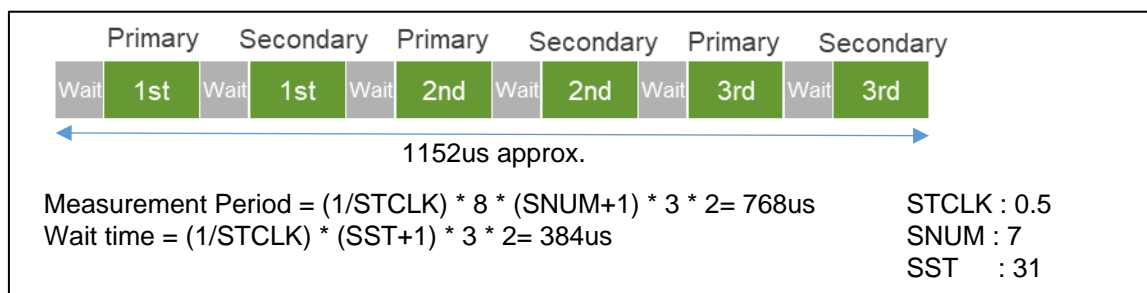 Primary Secondary Primary Secondary Primary Secondary
Wait 1st Wait 1st Wait 2nd Wait 2nd Wait 3rd Wait 3rd
1152us approx.
Measurement Period = (1/STCLK) * 8 * (SNUM+1) * 3 * 2= 768us STCLK : 0.5
Wait time = (1/STCLK) * (SST+1) * 3 * 2= 384us SNUM : 7
SST : 31